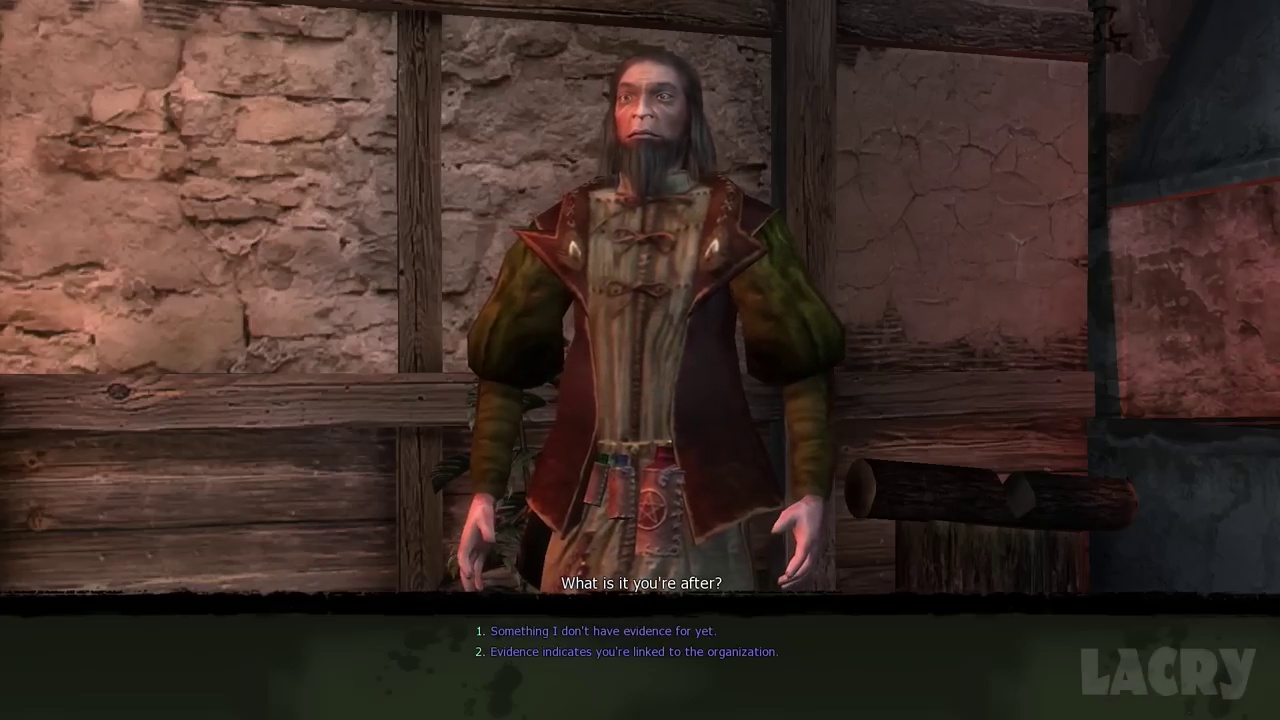 What is it you're after?
1. Something I don't have evidence for yet.
2. Evidence indicates you're linked to the organization.
LACRY